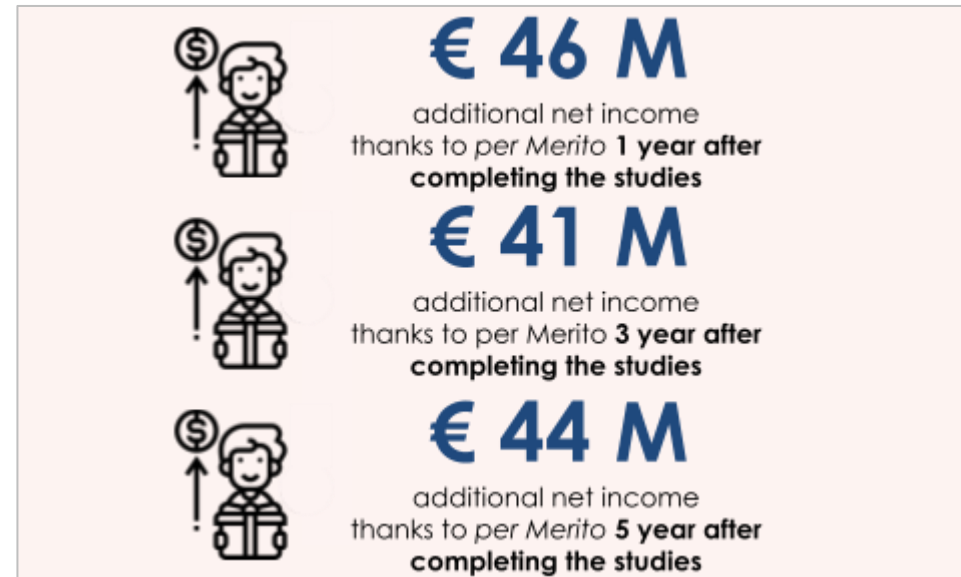 € 46 M
additional net income
thanks to per Merito 1 year after
completing the studies
€ 41 M
additional net income
thanks to per Merito 3 year after
completing the studies
€ 44 M
additional net income
thanks to per Merito 5 year after
completing the studies